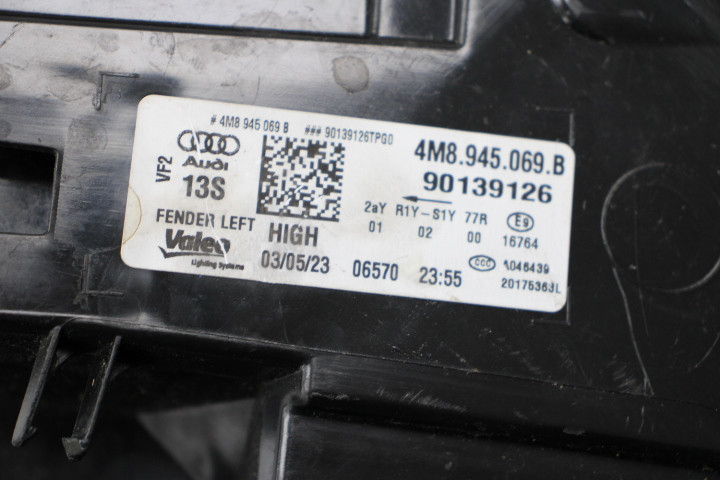 # 4M8 945 069 B ### 90139126TPG0
VF2
Audi
13S
FENDER LEFT
Valeo
Lighting Systems
HIGH
03/05/23 06570 23:55
4M8.945.069.B
90139126
2aY R1Y-S1Y 77R E9
01 02 00 16764
CCC A046439